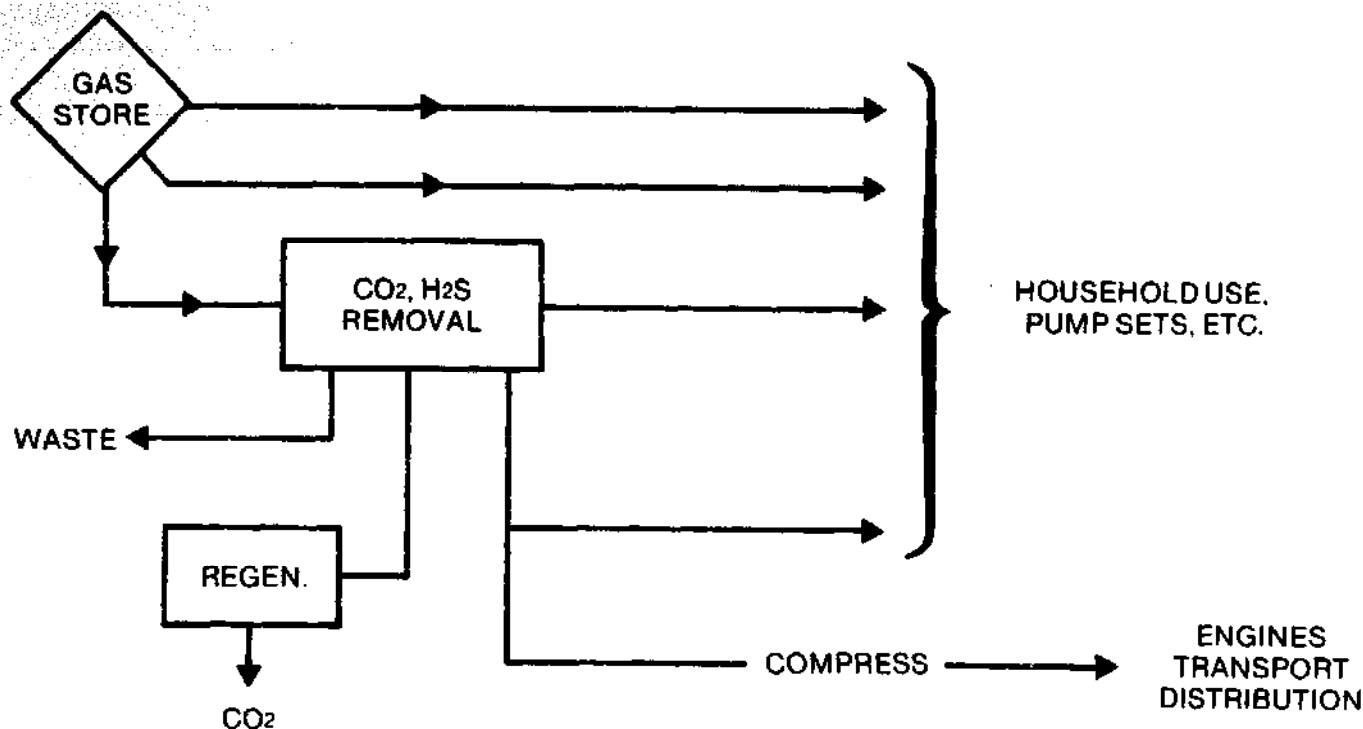 GAS
STORE
CO2, H2S
REMOVAL
HOUSEHOLD USE.
PUMP SETS, ETC.
WASTE
REGEN.
CO2
COMPRESS
ENGINES
TRANSPORT
DISTRIBUTION